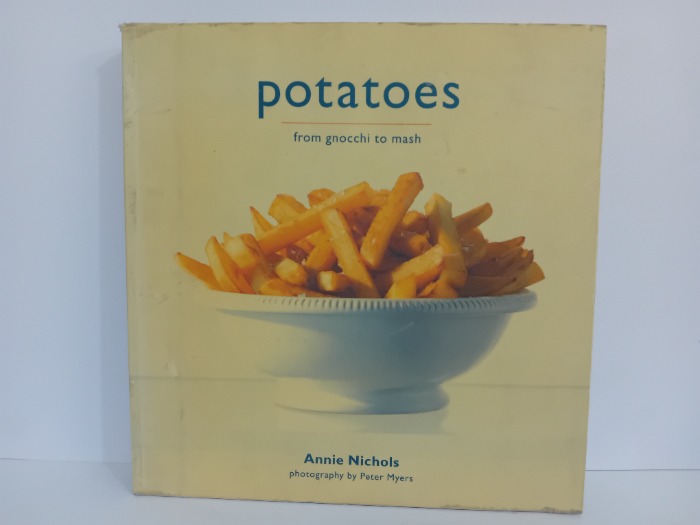 potatoes
from gnocchi to mash
Annie Nichols
photography by Peter Myers